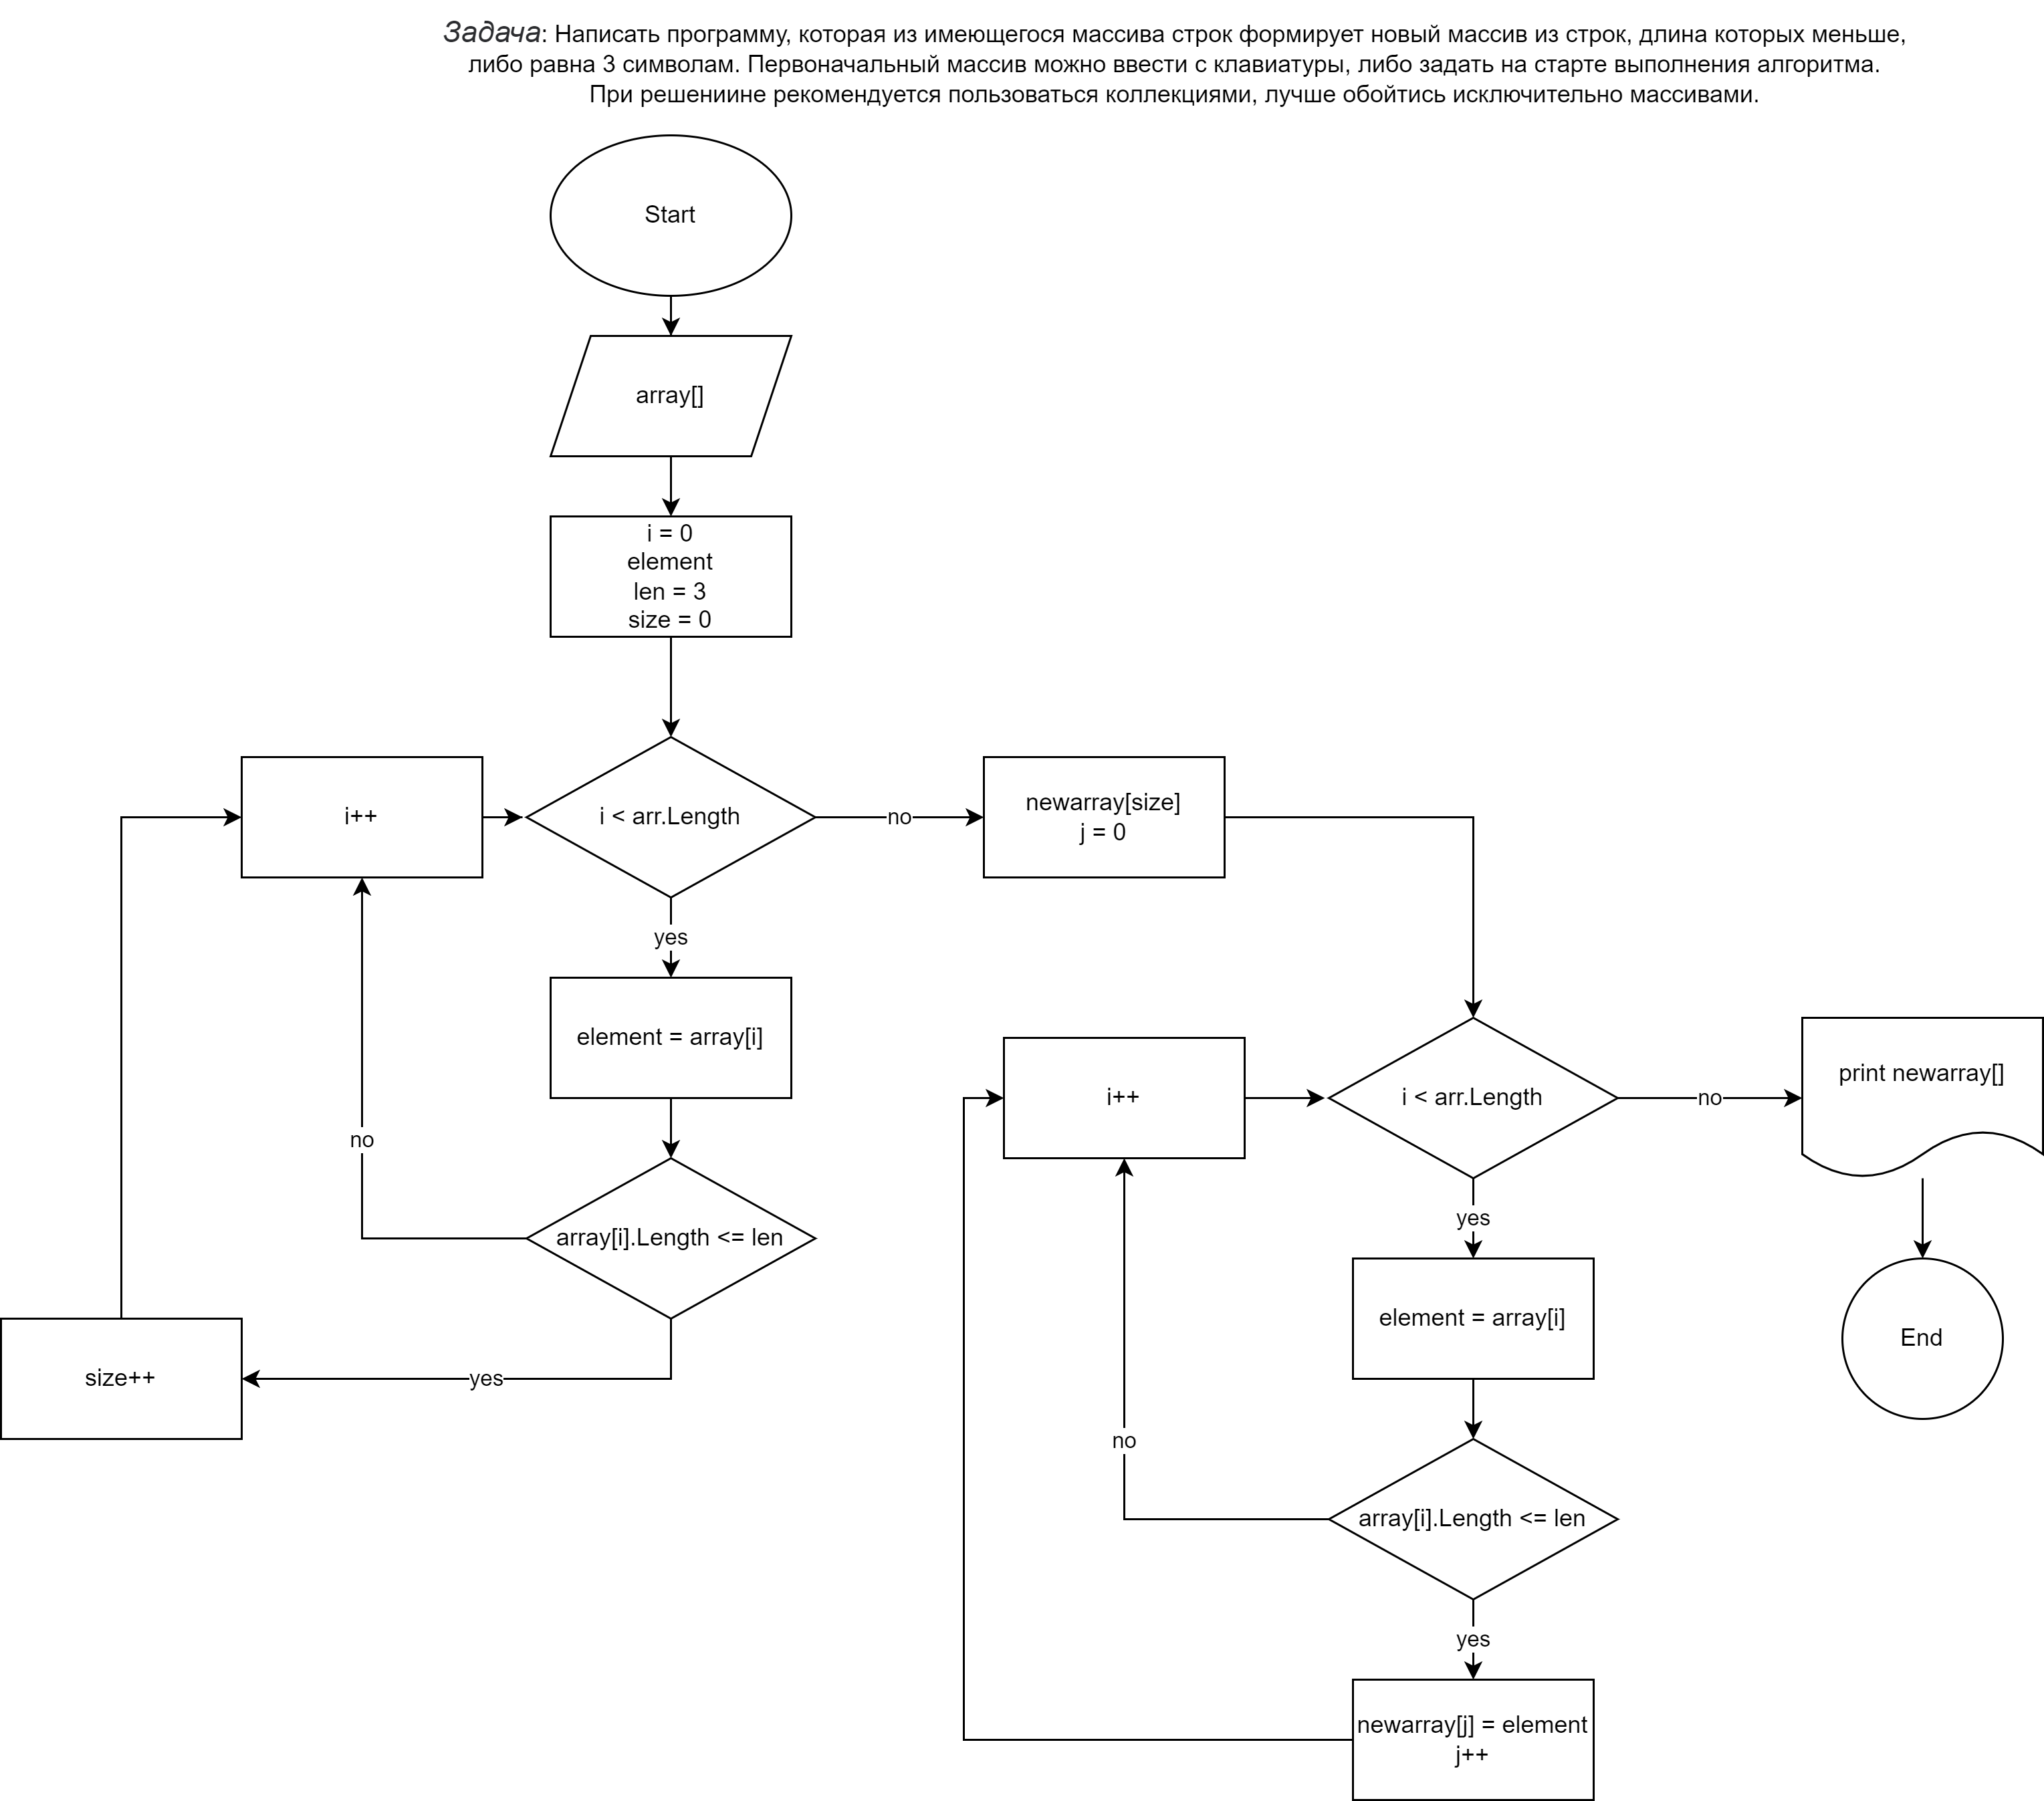 Задача: Написать программу, которая из имеющегося массива строк формирует новый массив из строк, длина которых меньше,
либо равна 3 символам. Первоначальный массив можно ввести с клавиатуры, либо задать на старте выполнения алгоритма.
При решениине рекомендуется пользоваться коллекциями, лучше обойтись исключительно массивами.
Start
array[]
i = 0
element
len = 3
size = 0
i++
i < arr.Length
no
newarray[size]
j = 0
yes
element = array[i]
no
array[i].Length <= len
yes
size++
i++
i < arr.Length
no
print newarray[]
End
yes
element = array[i]
no
array[i].Length <= len
yes
newarray[j] = element
j++